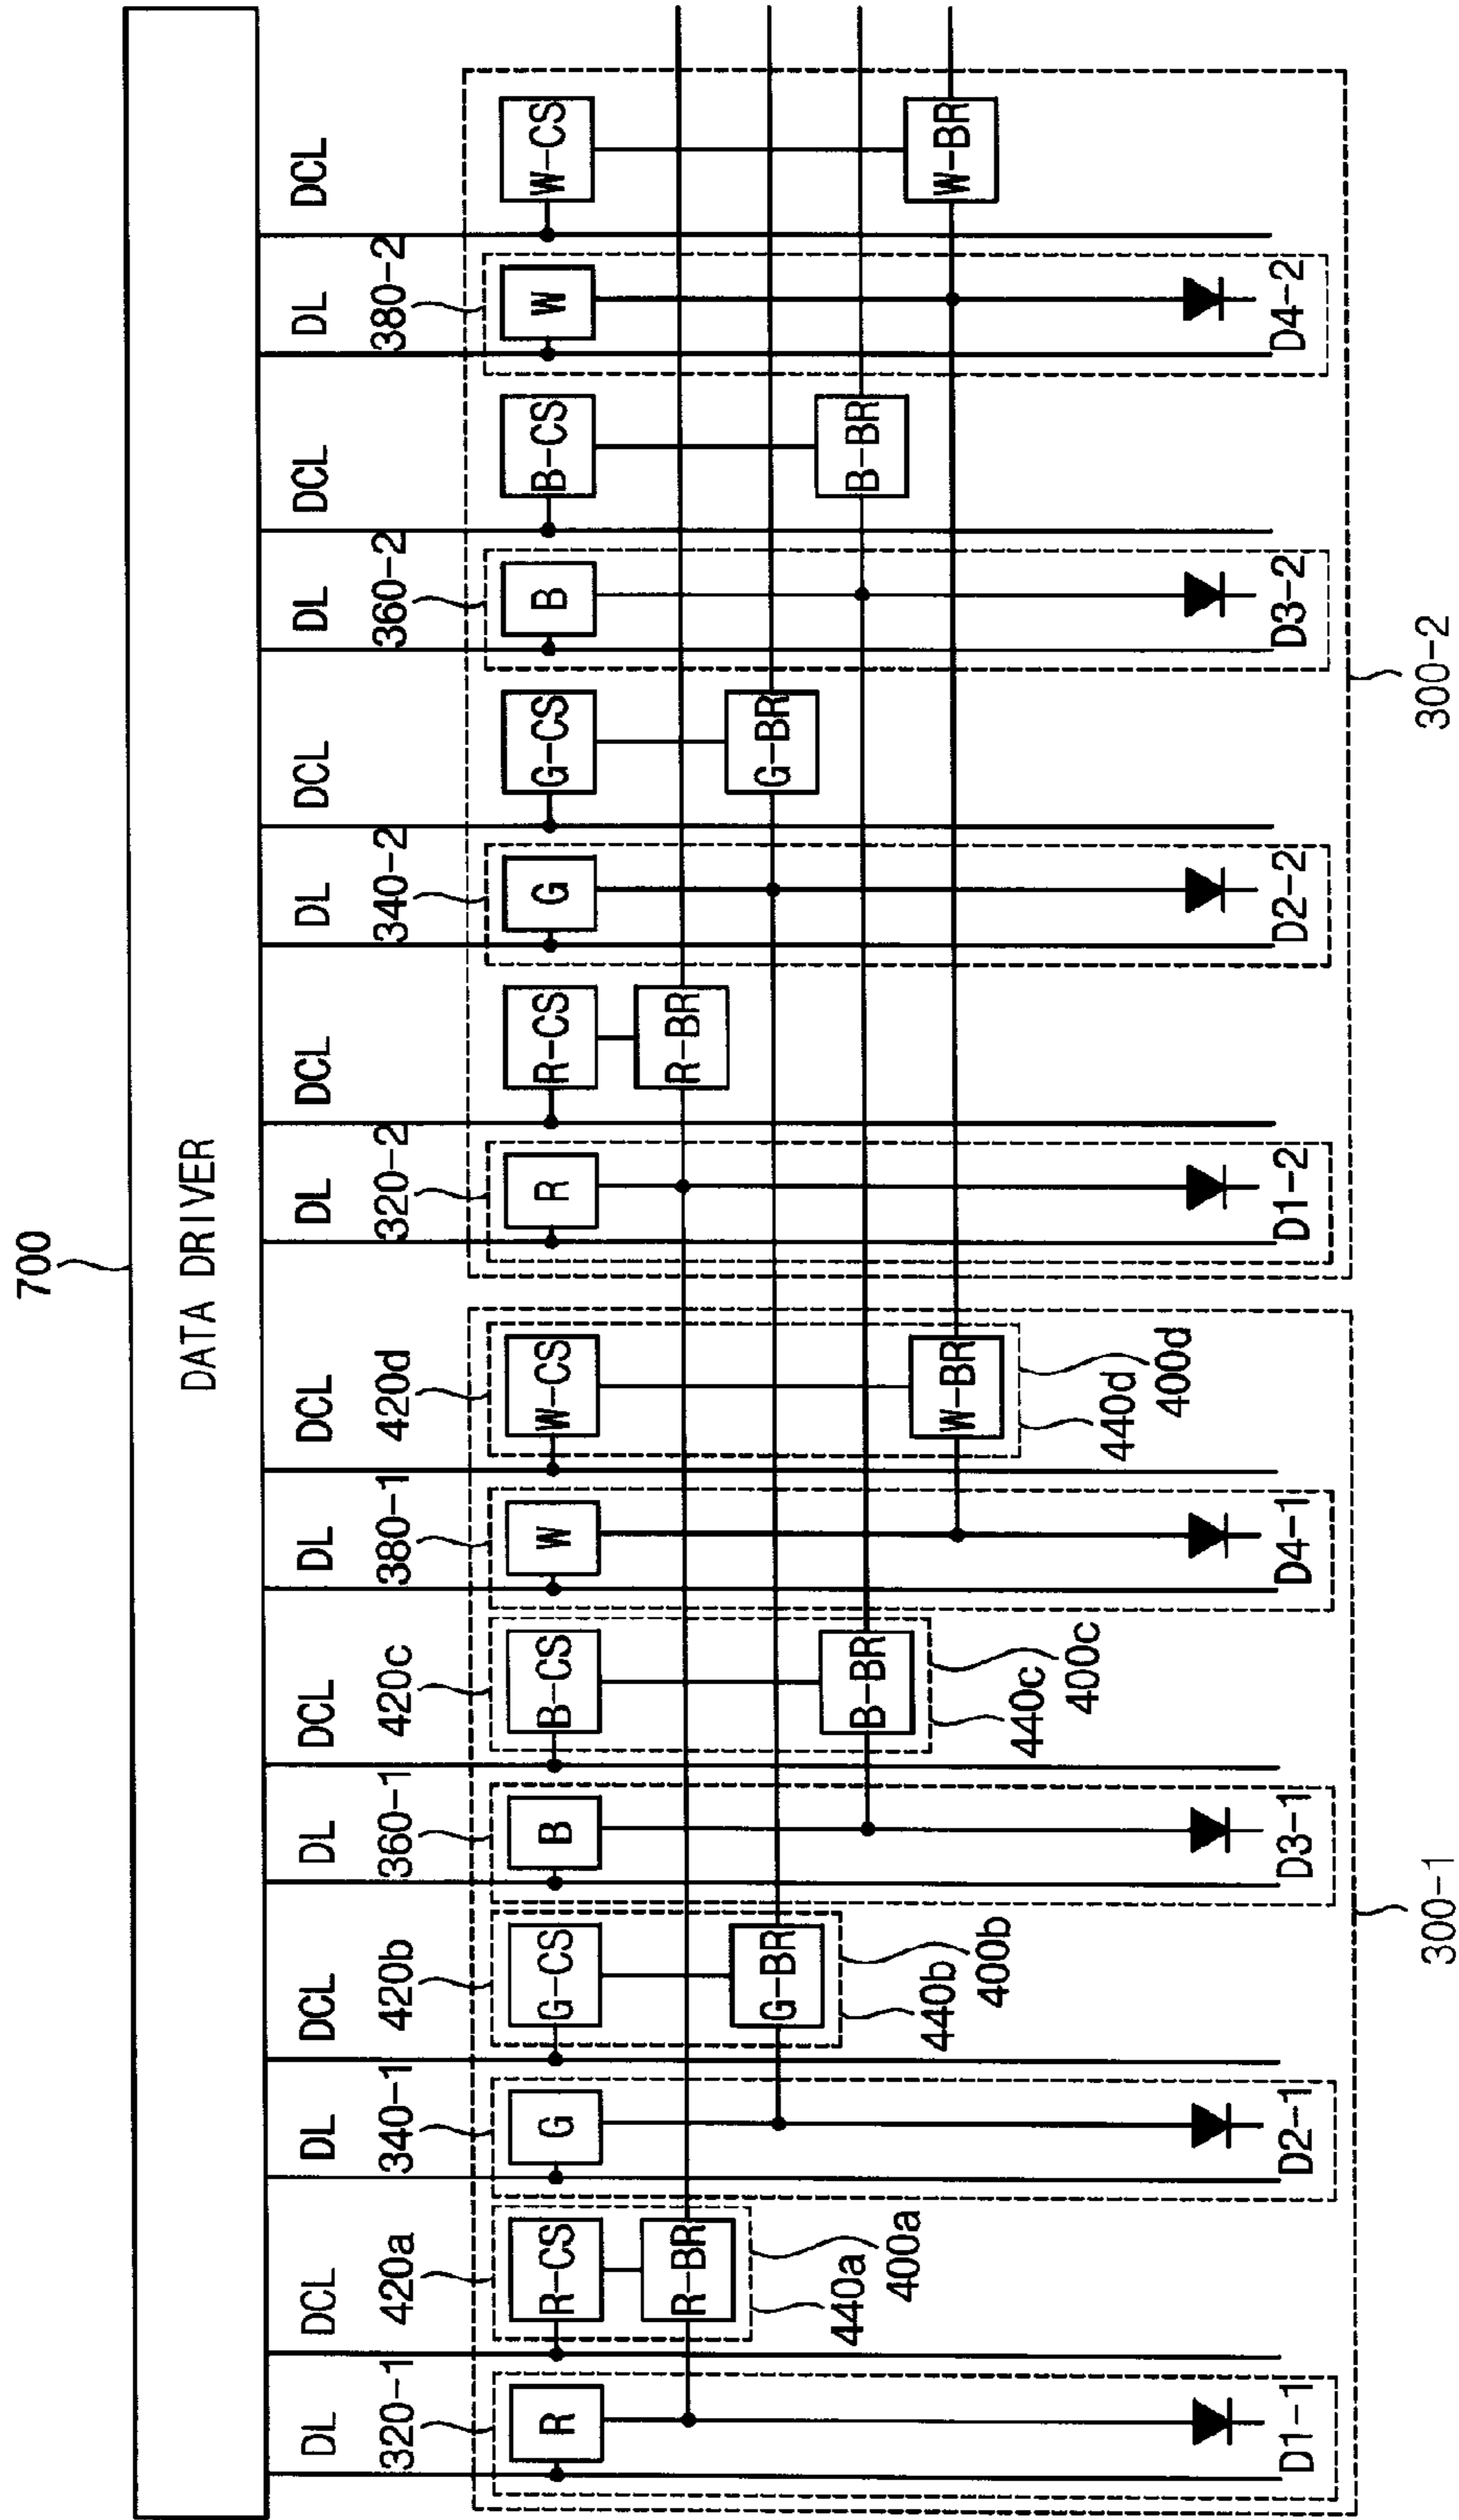 700
DATA DRIVER
DL DCL DL DCL DL DCL DL DCL DL DCL DL DCL DL DCL DL DCL
320-1 420a 340-1 420b 360-1 420c 380-1 420d 320-2 340-2 360-2 380-2
R R-CS G G-CS B B-CS W W-CS R R-CS G G-CS B B-CS W W-CS
R-BR R-BR
G-BR G-BR
B-BR B-BR
W-BR W-BR
440a 440b 440c 440d
400a 400b 400c 400d
D1-1 D2-1 D3-1 D4-1 D1-2 D2-2 D3-2 D4-2
300-1 300-2